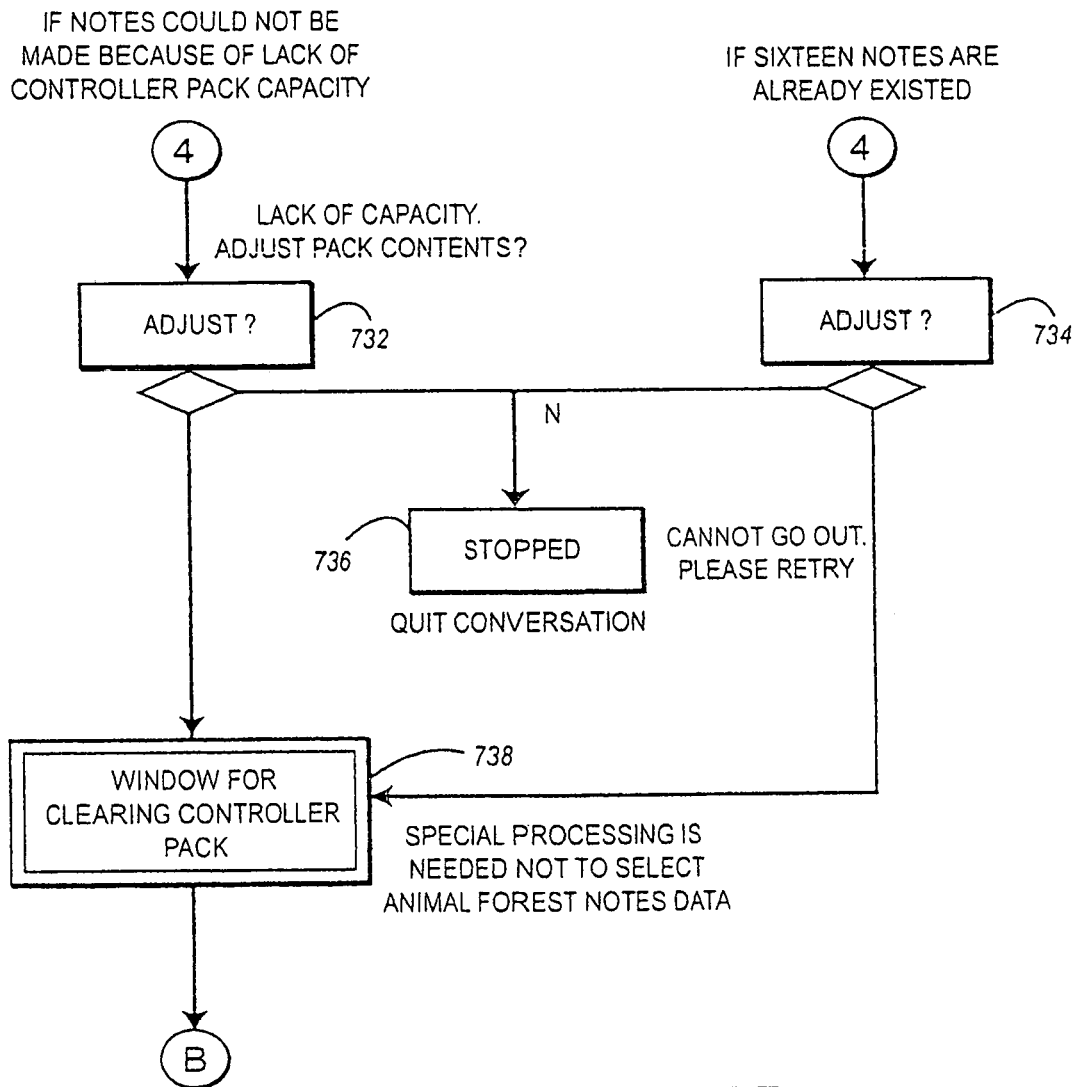 IF NOTES COULD NOT BE
MADE BECAUSE OF LACK OF
CONTROLLER PACK CAPACITY
IF SIXTEEN NOTES ARE
ALREADY EXISTED
4
4
LACK OF CAPACITY.
ADJUST PACK CONTENTS?
ADJUST ?
732
ADJUST ?
734
N
736
STOPPED
CANNOT GO OUT.
PLEASE RETRY
QUIT CONVERSATION
738
WINDOW FOR
CLEARING CONTROLLER
PACK
SPECIAL PROCESSING IS
NEEDED NOT TO SELECT
ANIMAL FOREST NOTES DATA
B